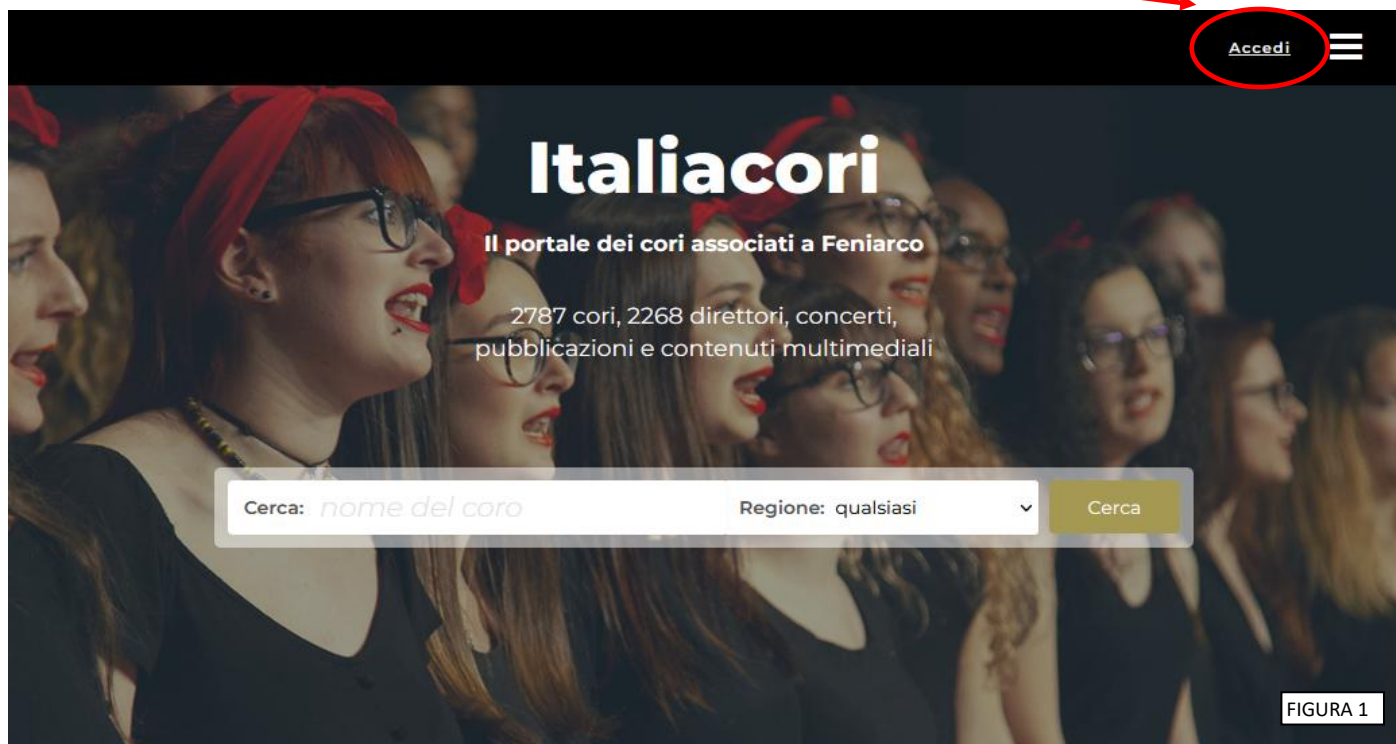 Accedi
Italiacori
Il portale dei cori associati a Feniarco
2787 cori, 2268 direttori, concerti,
pubblicazioni e contenuti multimediali
Cerca: nome del coro Regione: qualsiasi Cerca
FIGURA 1